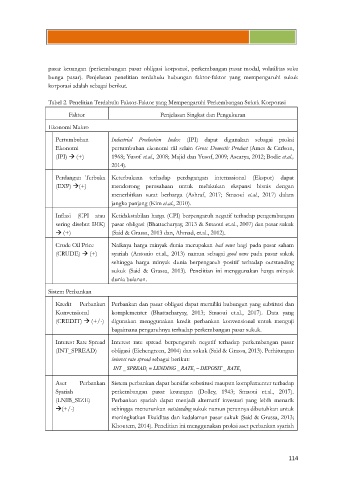 pasar keuangan (perkembangan pasar obligasi korporasi, perkembangan pasar modal, volatilitas suku
bunga pasar). Penjelasan penelitian terdahulu hubungan faktor-faktor yang mempengaruhi sukuk
korporasi adalah sebagai berikut.
Tabel 2. Penelitian Terdahulu Faktor-Faktor yang Mempengaruhi Perkembangan Sukuk Korporasi
Faktor Penjelasan Singkat dan Pengukuran
Ekonomi Makro
Pertumbuhan Ekonomi (IPI) → (+)
Industrial Production Index (IPI) dapat digunakan sebagai proksi
pertumbuhan ekonomi riil selain Gross Domestic Product (Ames & Carlson,
1968; Yusof et.al., 2008; Majid dan Yusof, 2009; Ascarya, 2012; Bodie et.al.,
2014).
Perdangan Terbuka (EXP) →(+)
Keterbukaan terhadap perdagangan internasional (Ekspor) dapat
mendorong perusahaan untuk melakukan ekspansi bisnis dengan
menerbitkan surat berharga (Ashraf, 2017; Smaoui et.al., 2017) dalam
jangka panjang (Kim et.al., 2010).
Inflasi (CPI atau sering disebut IHK) → (+)
Ketidakstabilan harga (CPI) berpengaruh negatif terhadap pengembangan
pasar obligasi (Bhattacharyay, 2013 & Smaoui et.al., 2007) dan pasar sukuk
(Said & Grassa, 2013 dan, Ahmad, 2012).
Crude Oil Price (CRUDE) → (+)
Naiknya harga minyak dunia merupakan bad news bagi pada pasar saham
syariah (Antonio et.al., 2013) namun sebagai good news pada pasar sukuk
sehingga harga minyak dunia berpengaruh positif terhadap outstanding
sukuk (Said & Grassa, 2013). Penelitian ini menggunakan harga minyak
dunia bulanan.
Sistem Perbankan
Kredit Perbankan Konvensional (CREDIT) → (+/-)
Perbankan dan pasar obligasi dapat memiliki hubungan yang subtitusi dan
komplementer (Bhattacharyay, 2013; Smaoui et.al., 2017). Data yang
digunakan menggunakan kredit perbankan konvensional untuk menguji
bagaimana pengaruhnya terhadap perkembangan pasar sukuk.
Interest Rate Spread (INT_SPREAD)
Interest rate spread berpengaruh negatif terhadap perkembangan pasar
obligasi (Eichengreen, 2004) dan sukuk (Said & Grassa, 2013). Perhitungan
interest rate spread sebagai berikut:
INT _ SPREADt = LENDING _ RATEt − DEPOSIT _ RATEt
Aset Perbankan Syariah (LNIB_SIZE) →(+/-)
Sistem perbankan dapat bersifat substitusi maupun komplementer terhadap
perkembangan pasar keuangan (Dolley, 1943; Smaoui et.al., 2017).
Perbankan syariah dapat menjadi alternatif investasi yang lebih menarik
sehingga menurunkan outstanding sukuk namun perannya dibutuhkan untuk
meningkatkan likuiditas dan kedalaman pasar sukuk (Said & Grassa, 2013;
Khoutem, 2014). Penelitian ini menggunakan proksi aset perbankan syariah
114